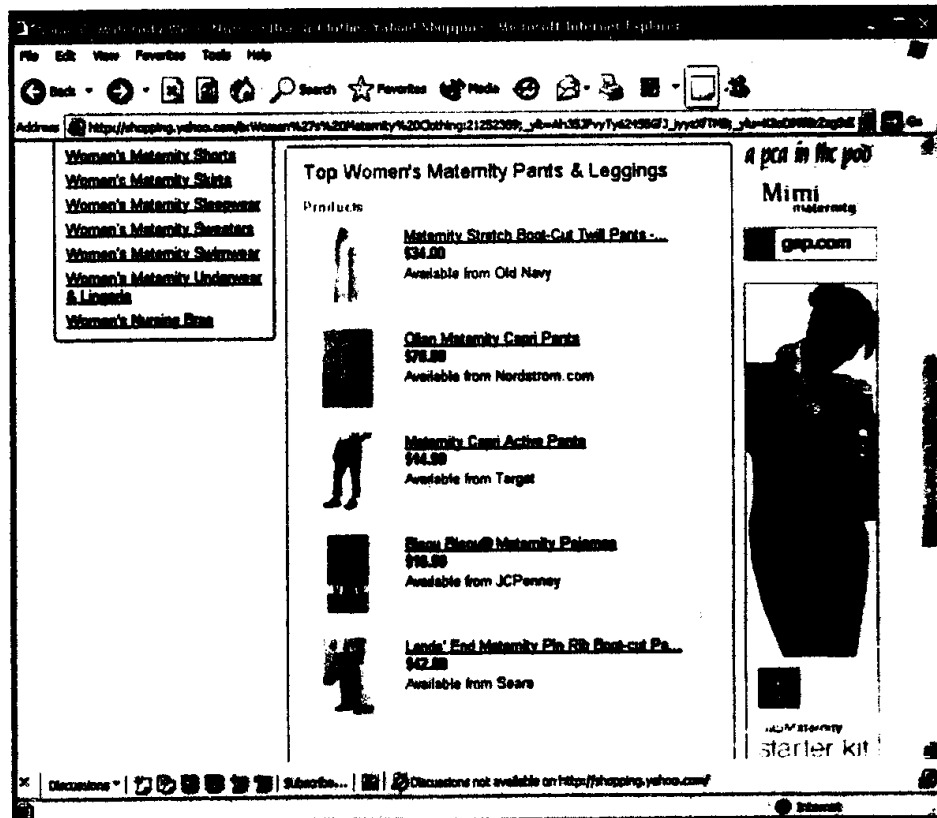 File Edit View Favorites Tools Help
Back Search Favorites Media
Address Go
Women's Maternity Shorts
Women's Maternity Skirts
Women's Maternity Sleepwear
Women's Maternity Sweaters
Women's Maternity Swimwear
Women's Maternity Underwear
& Lingerie
Women's Nursing Bras
Top Women's Maternity Pants & Leggings
Products
Maternity Stretch Boot-Cut Twill Pants -...
$34.00
Available from Old Navy
Olian Maternity Capri Pants
Available from Nordstrom.com
Maternity Capri Active Pants
$14.99
Available from Target
Maternity Pajamas
Available from JCPenney
Lands' End Maternity Pin Rib Boot-cut Pa...
Available from Sears
a pea in the pod
Mimi
maternity
gap.com
starter kit
Discussions Subscribe... Discussions not available on http://shopping.yahoo.com/
Internet